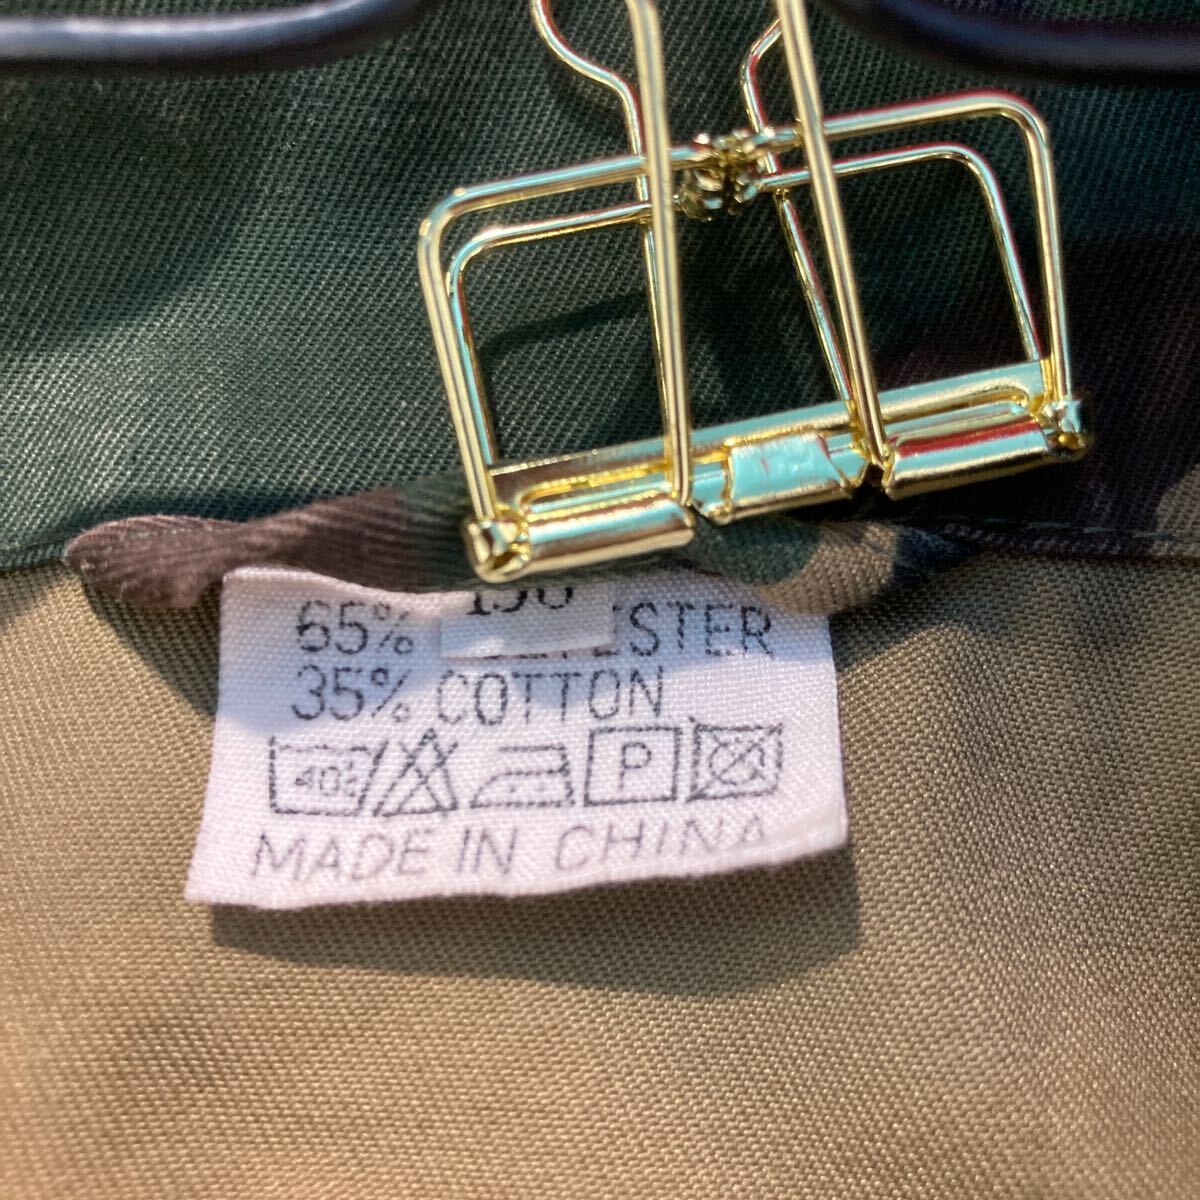 65%
35% COTTON
40°C
P
MADE IN CHINA